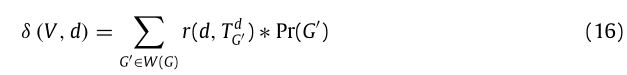 δ (V, d) = ∑_{G′∈W(G)} r(d, T^d_{G′}) ∗ Pr(G′) (16)